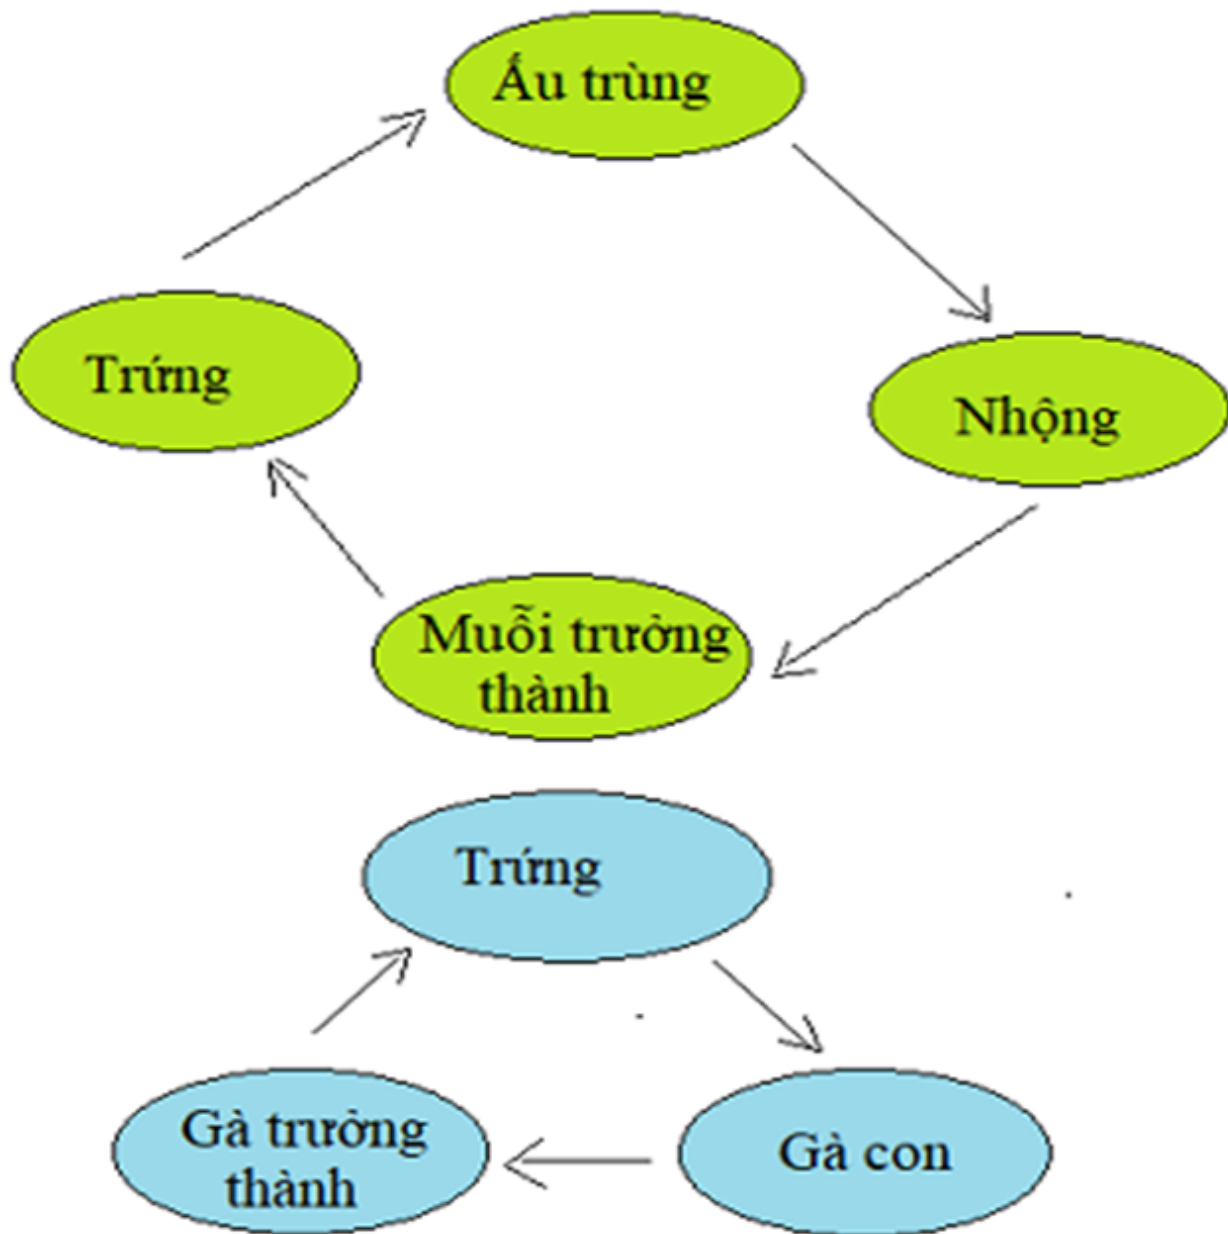 Ấu trùng
Trứng
Nhộng
Muỗi trưởng
thành
Trứng
Gà trưởng
thành
Gà con